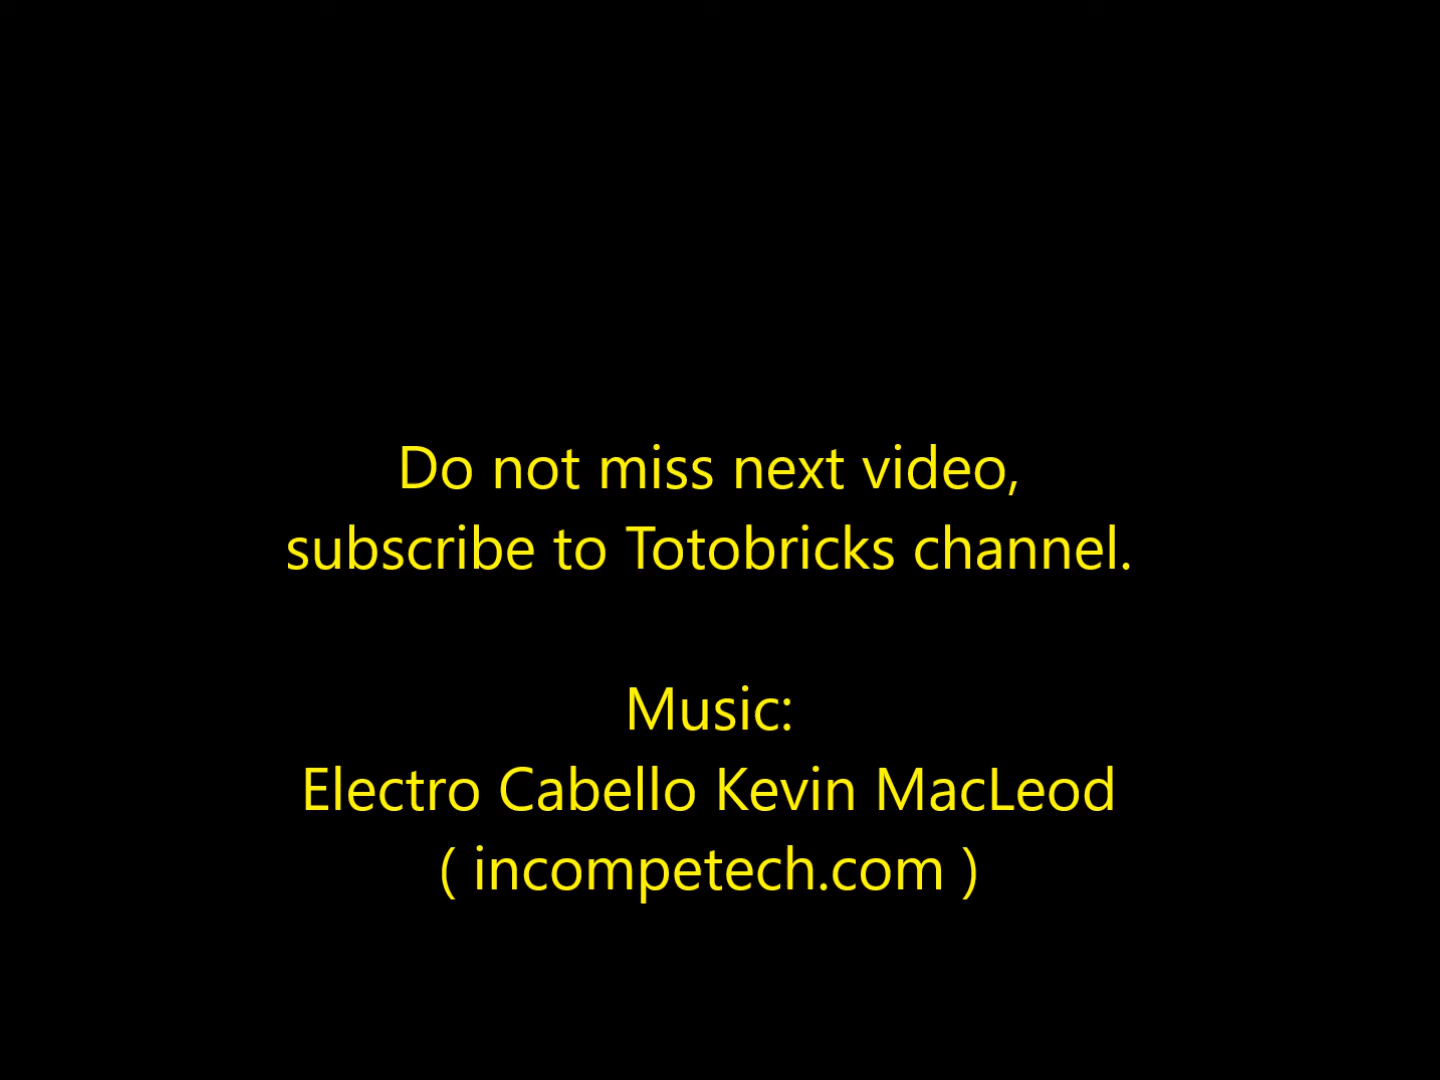 Do not miss next video,
subscribe to Totobricks channel.
Music:
Electro Cabello Kevin MacLeod
( incompetech.com )